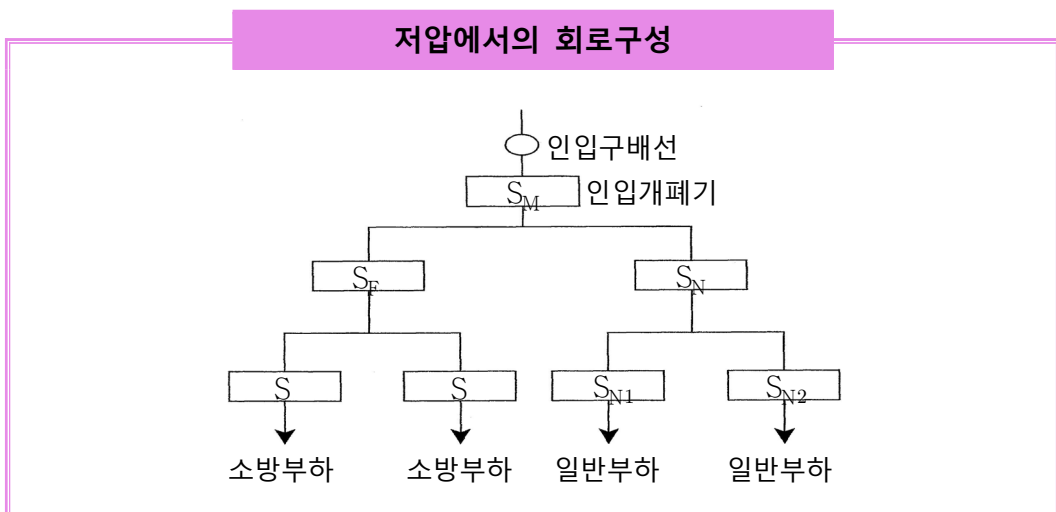 저압에서의 회로구성
인입구배선
S_M 인입개폐기
S_F S_N
S S S_N1 S_N2
소방부하 소방부하 일반부하 일반부하